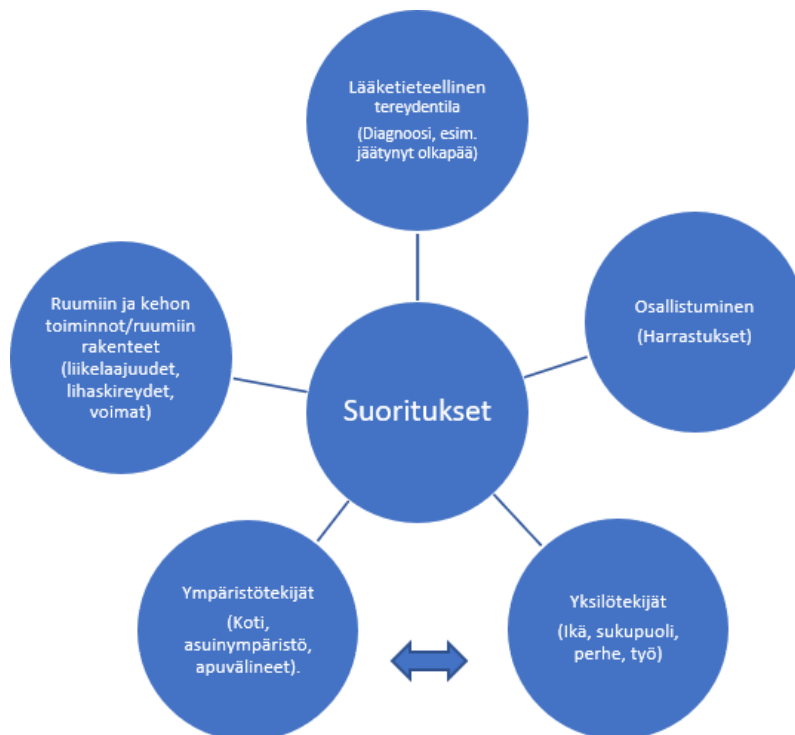 Lääketieteellinen
tereydentila
(Diagnoosi, esim.
jäätynyt olkapää)
Osallistuminen
(Harrastukset)
Ruumiin ja kehon
toiminnot/ruumiin
rakenteet
(liikelaajuudet,
lihaskireydet,
voimat)
Suoritukset
Ympäristötekijät
(Koti,
asuinympäristö,
apuvälineet).
Yksilötekijät
(Ikä, sukupuoli,
perhe, työ)